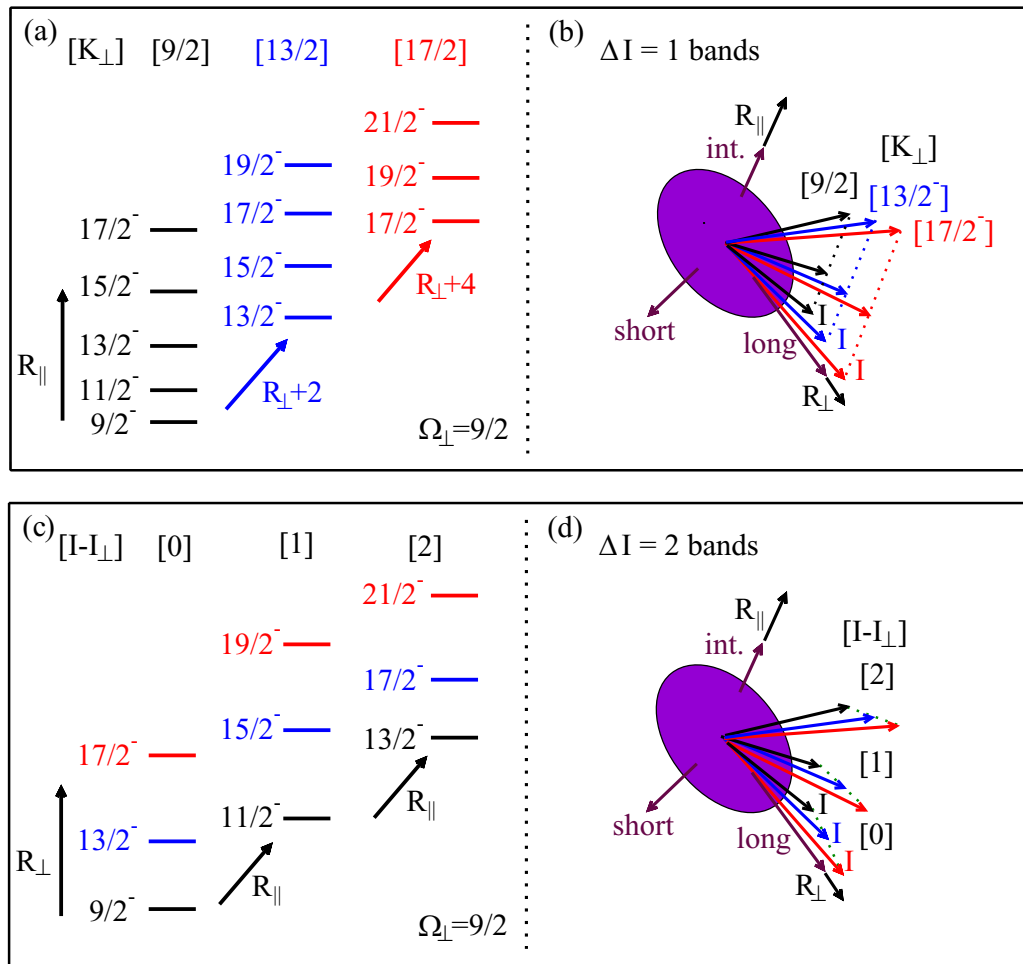 (a)
[K⊥] [9/2] [13/2] [17/2]
21/2⁻
19/2⁻ 19/2⁻
17/2⁻ 17/2⁻ 17/2⁻
15/2⁻ 15/2⁻
13/2⁻ 13/2⁻
11/2⁻
9/2⁻
R∥
R⊥+2
R⊥+4
Ω⊥=9/2
(b)
Δ I = 1 bands
R∥
int.
[K⊥]
[9/2]
[13/2⁻]
[17/2⁻]
short
long
I
I
I
R⊥
(c)
[I-I⊥] [0] [1] [2]
21/2⁻
19/2⁻
17/2⁻ 15/2⁻ 17/2⁻
13/2⁻ 11/2⁻ 13/2⁻
9/2⁻
R⊥
R∥
R∥
Ω⊥=9/2
(d)
Δ I = 2 bands
R∥
int.
[I-I⊥]
[2]
[1]
[0]
short
long
I
I
I
R⊥